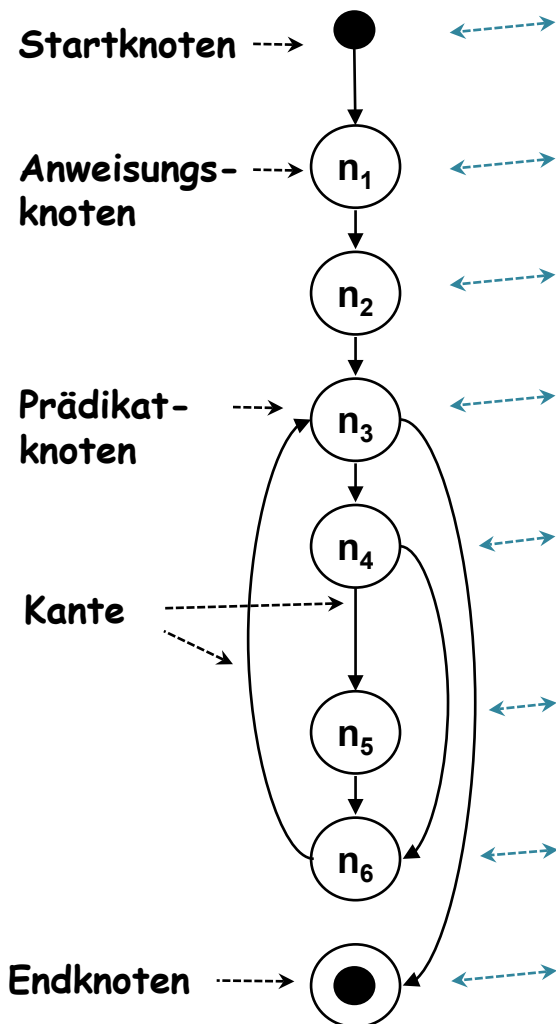 Startknoten
Anweisungs-
knoten
n₁
n₂
Prädikat-
knoten
n₃
n₄
Kante
n₅
n₆
Endknoten